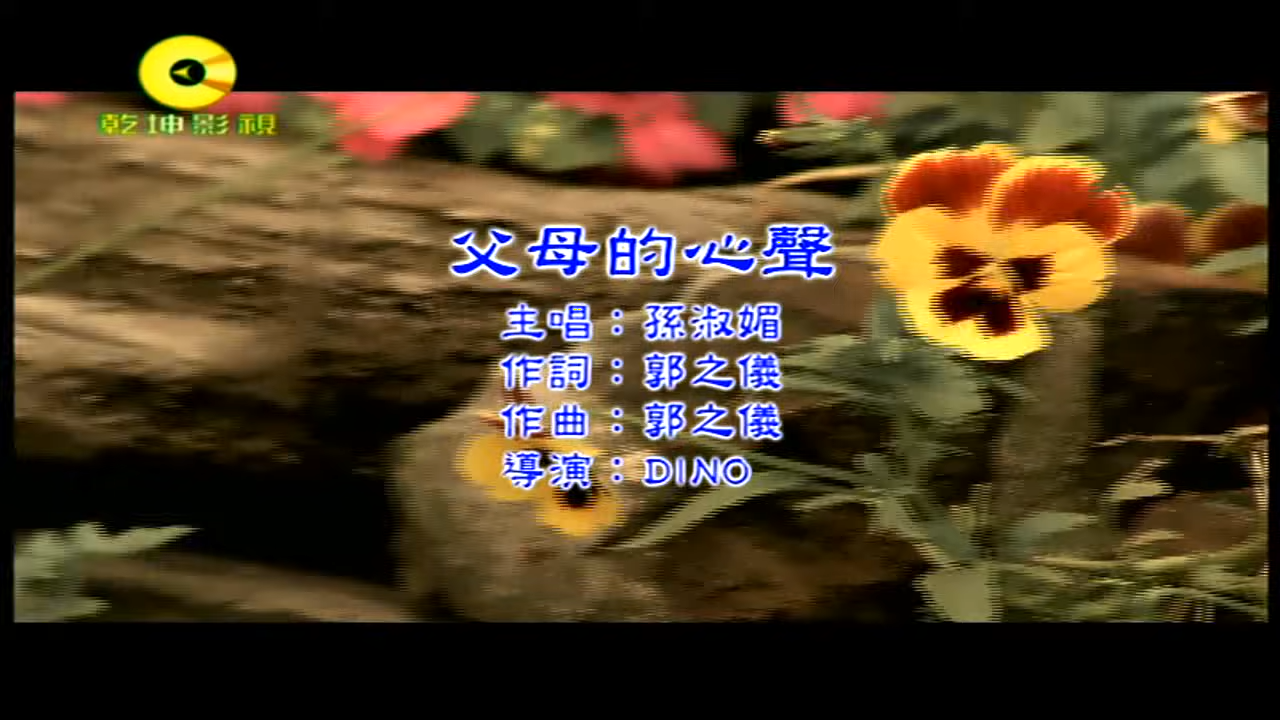 乾坤影視
父母的心聲
主唱：孫淑媚
作詞：郭之儀
作曲：郭之儀
導演：DINO